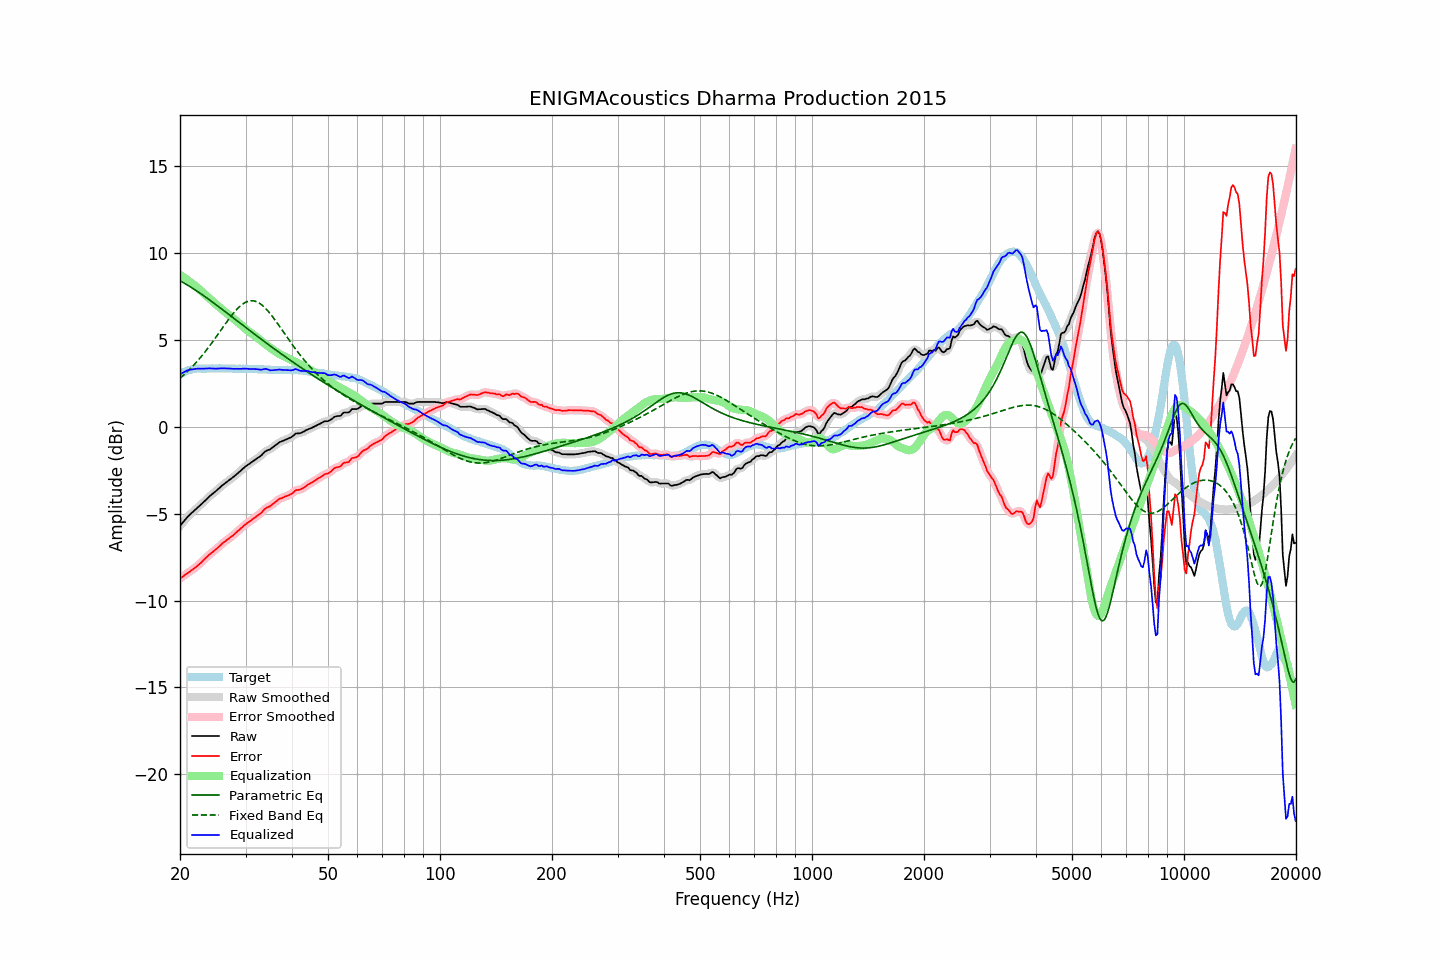 ENIGMAcoustics Dharma Production 2015
15
10
5
0
−5
−10
−15
−20
Amplitude (dBr)
Target
Raw Smoothed
Error Smoothed
Raw
Error
Equalization
Parametric Eq
Fixed Band Eq
Equalized
20 50 100 200 500 1000 2000 5000 10000 20000
Frequency (Hz)